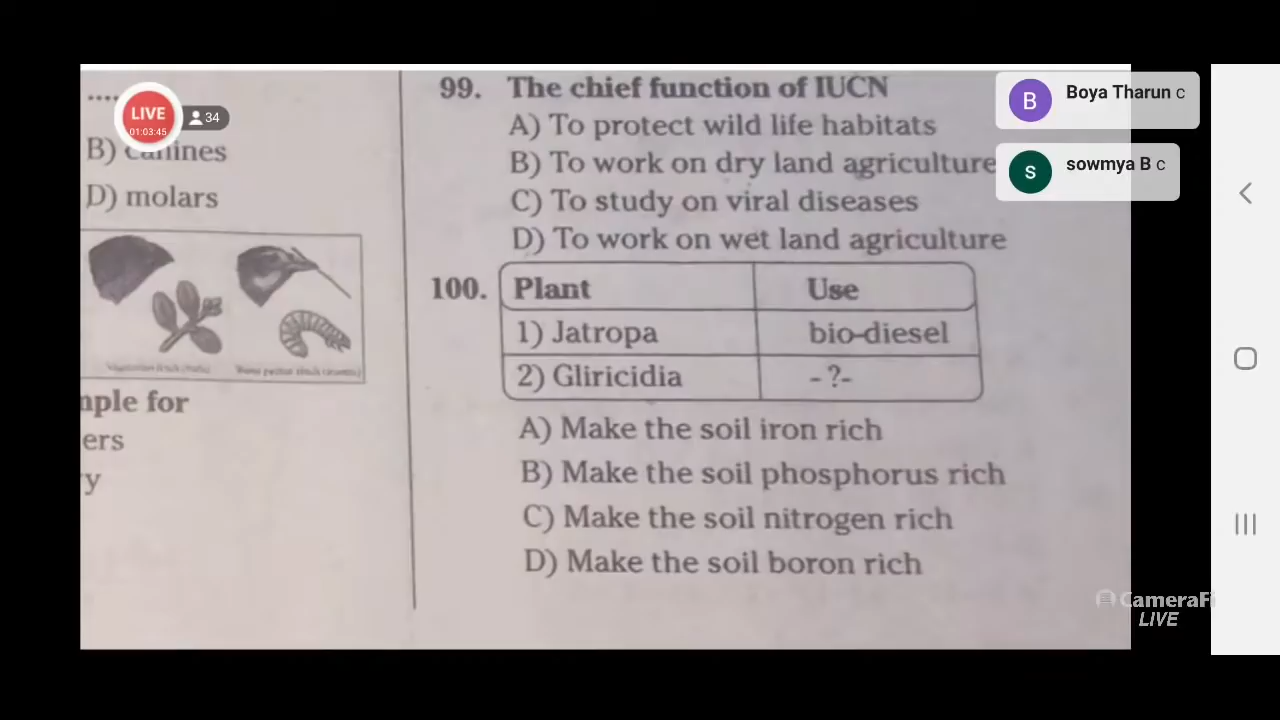 ....
LIVE
01:03:45
34
B) canines
D) molars
mple for
ers
y
99. The chief function of IUCN
A) To protect wild life habitats
B) To work on dry land agriculture
C) To study on viral diseases
D) To work on wet land agriculture
100. Plant Use
1) Jatropa bio-diesel
2) Gliricidia - ?-
A) Make the soil iron rich
B) Make the soil phosphorus rich
C) Make the soil nitrogen rich
D) Make the soil boron rich
B Boya Tharun c
S sowmya B c
CameraFi
LIVE